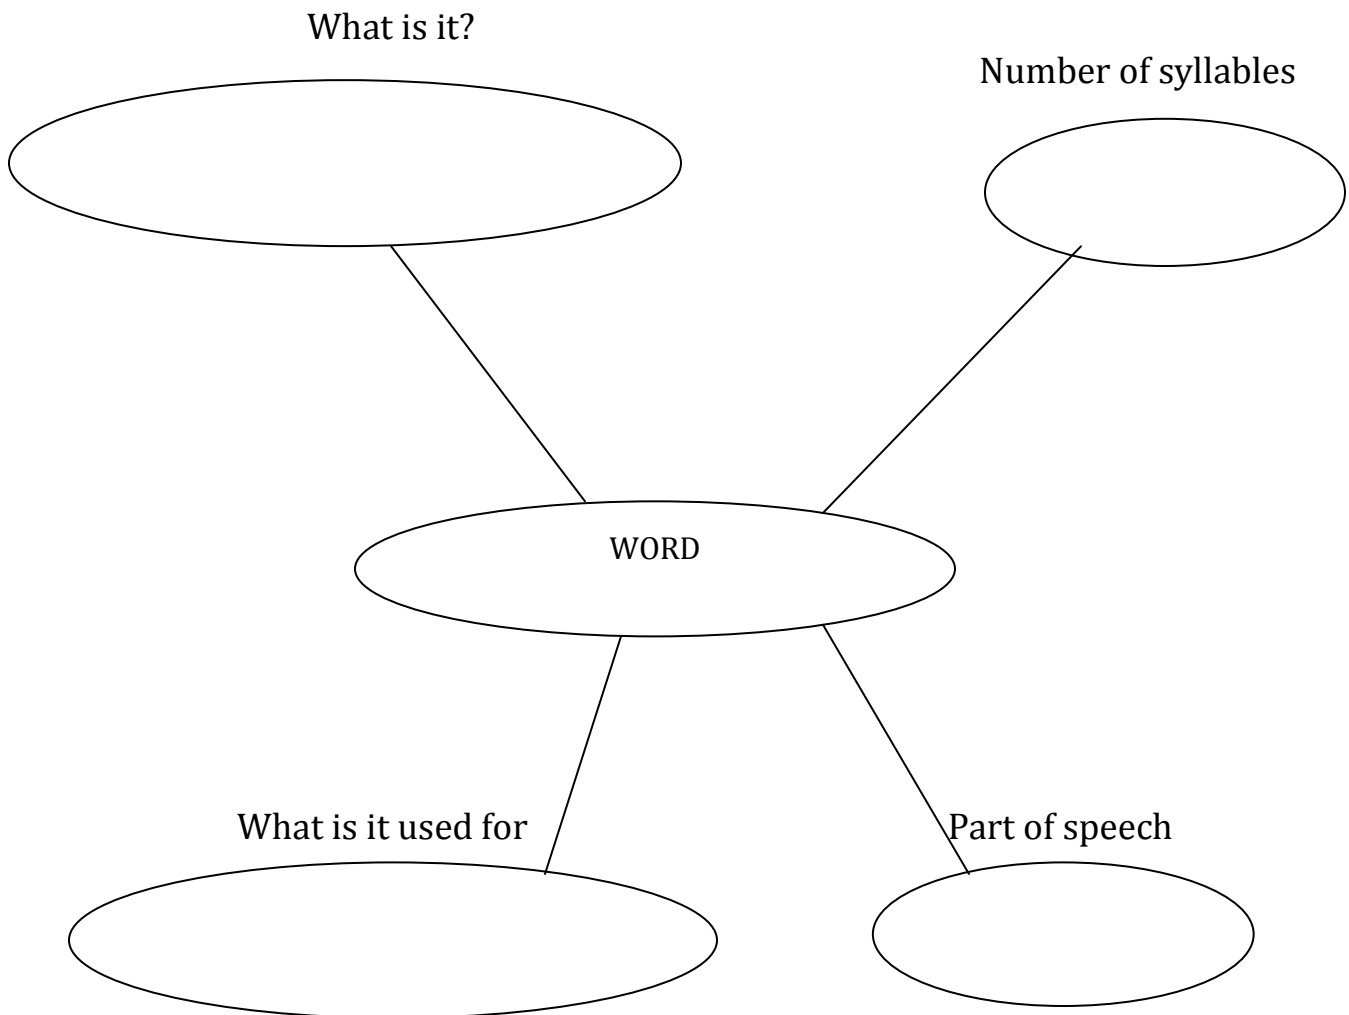 What is it?
Number of syllables
WORD
What is it used for
Part of speech